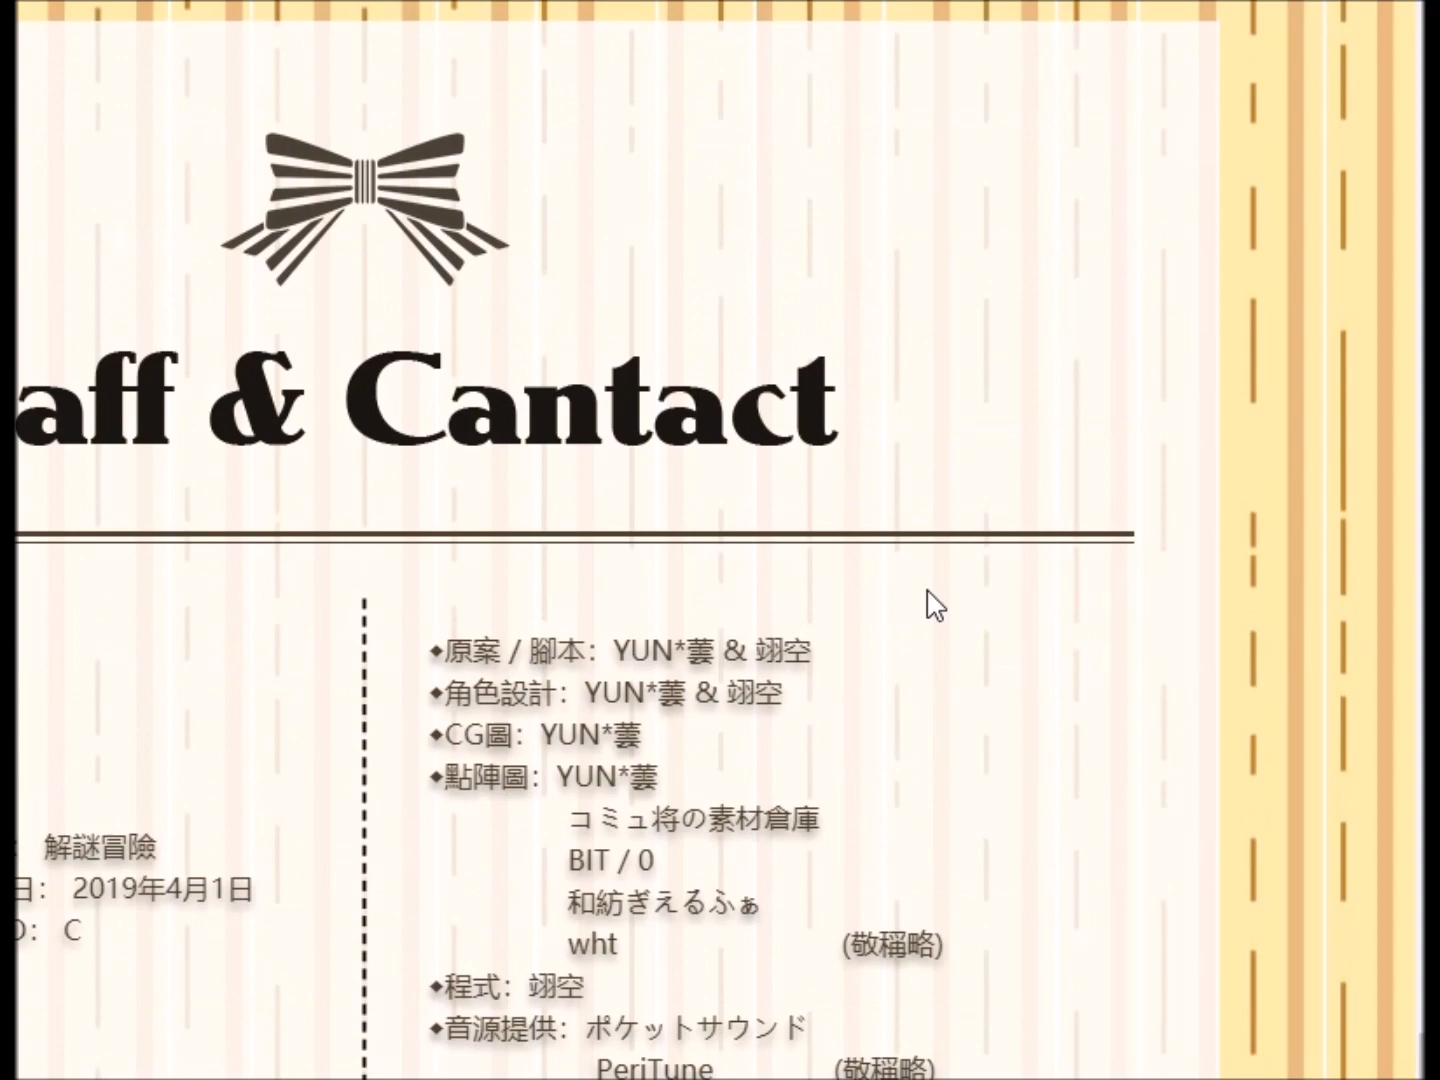 aff & Cantact
解謎冒險
日： 2019年4月1日
： C
◆原案 / 腳本：YUN*蕓 & 翊空
◆角色設計：YUN*蕓 & 翊空
◆CG圖：YUN*蕓
◆點陣圖：YUN*蕓
コミュ将の素材倉庫
BIT / 0
和紡ぎえるふぁ
wht (敬稱略)
◆程式：翊空
◆音源提供：ポケットサウンド
PeriTune (敬稱略)